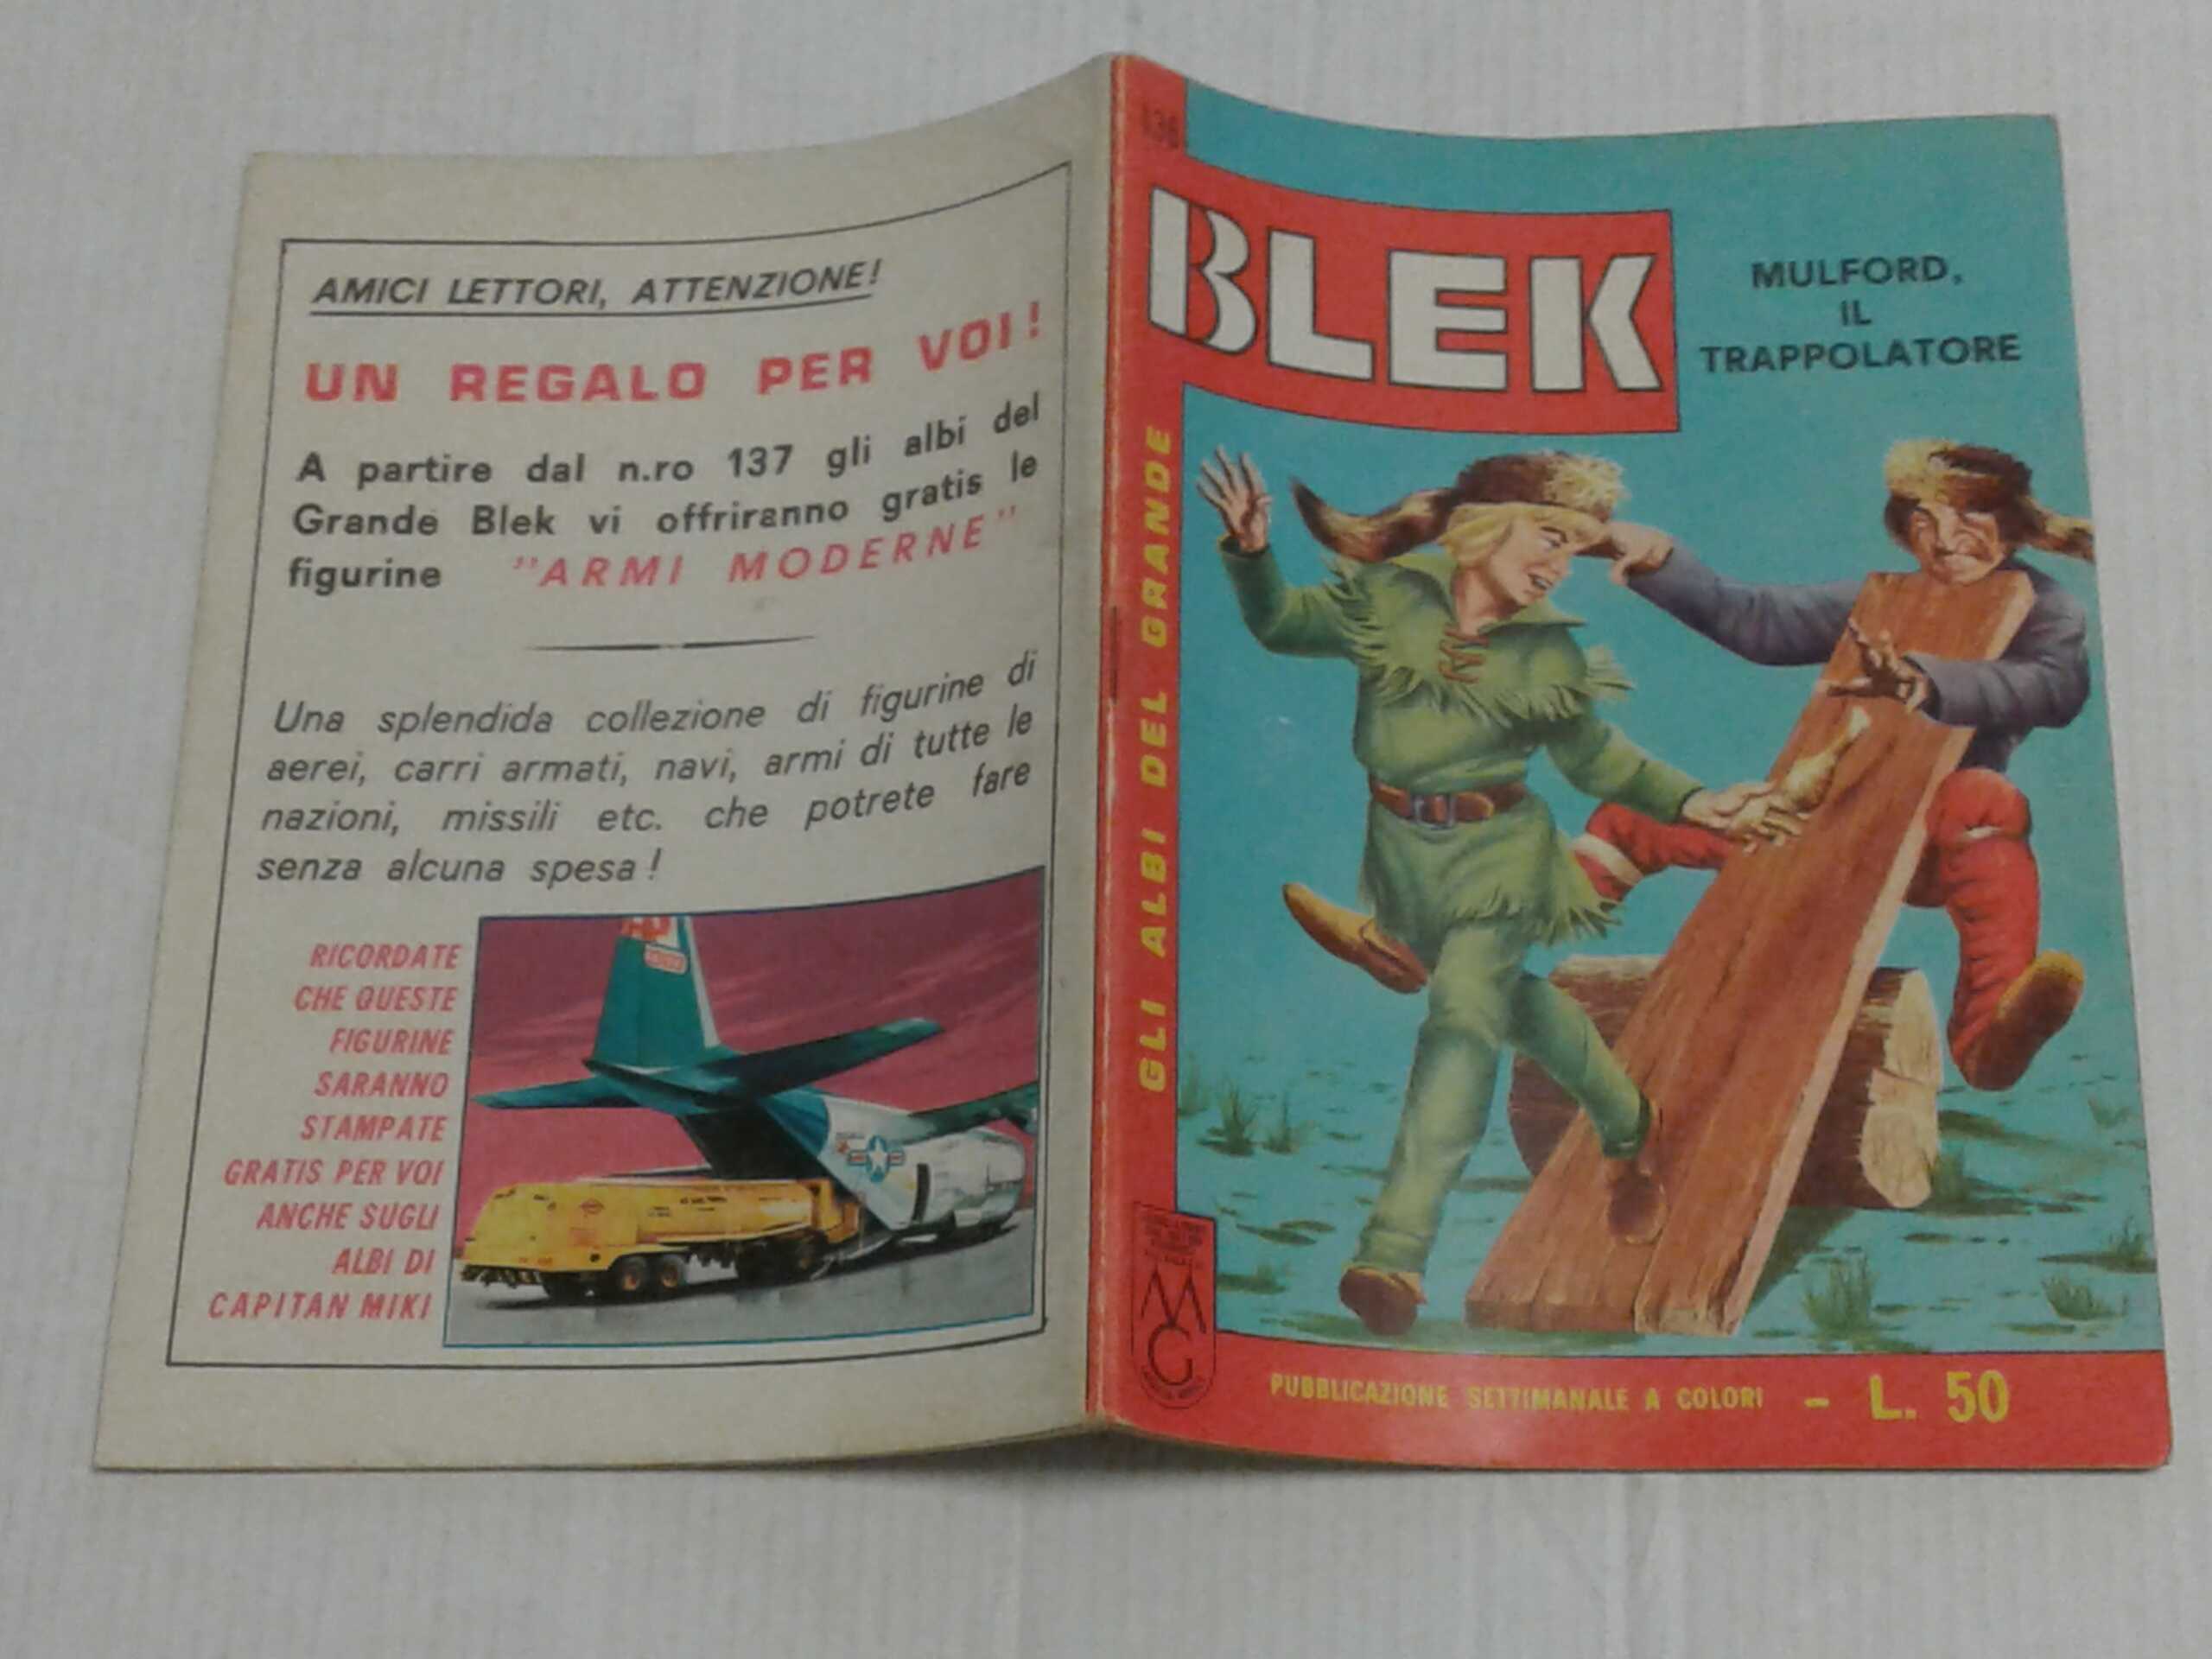 AMICI LETTORI, ATTENZIONE!
UN REGALO PER VOI!
A partire dal n.ro 137 gli albi del
Grande Blek vi offriranno gratis le
figurine "ARMI MODERNE"
Una splendida collezione di figurine di
aerei, carri armati, navi, armi di tutte le
nazioni, missili etc. che potrete fare
senza alcuna spesa!
RICORDATE
CHE QUESTE
FIGURINE
SARANNO
STAMPATE
GRATIS PER VOI
ANCHE SUGLI
ALBI DI
CAPITAN MIKI
136
BLEK
MULFORD,
IL
TRAPPOLATORE
GLI ALBI DEL GRANDE
MG
PUBBLICAZIONE SETTIMANALE A COLORI - L. 50